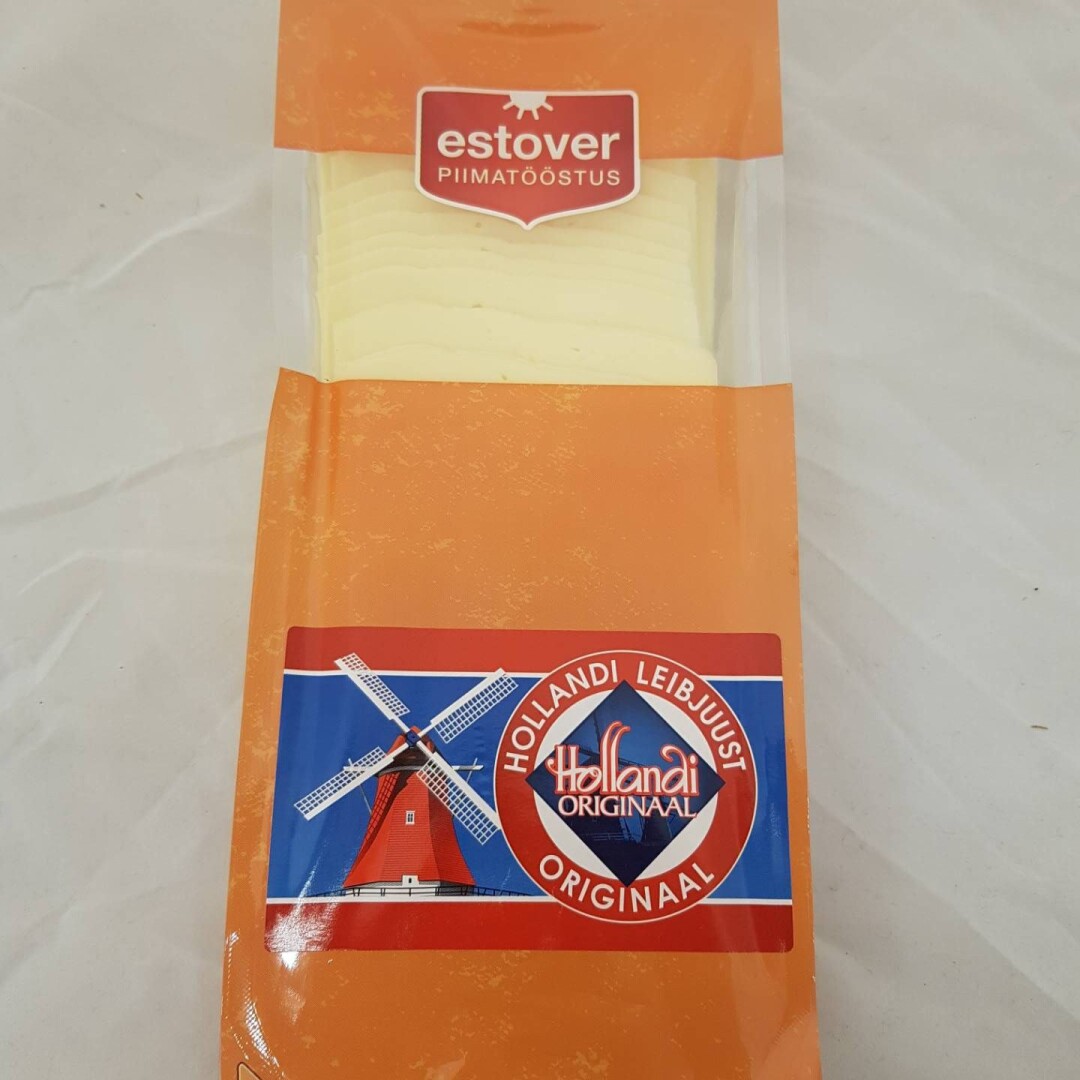 estover
PIIMATÖÖSTUS
HOLLANDI LEIBJUUST
Hollandi
ORIGINAAL
ORIGINAAL